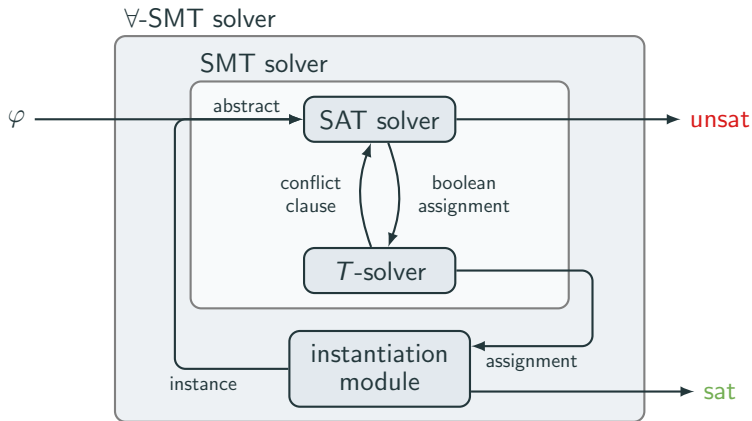 ∀-SMT solver
SMT solver
φ
abstract
SAT solver
unsat
conflict
clause
boolean
assignment
T-solver
instantiation
module
assignment
instance
sat